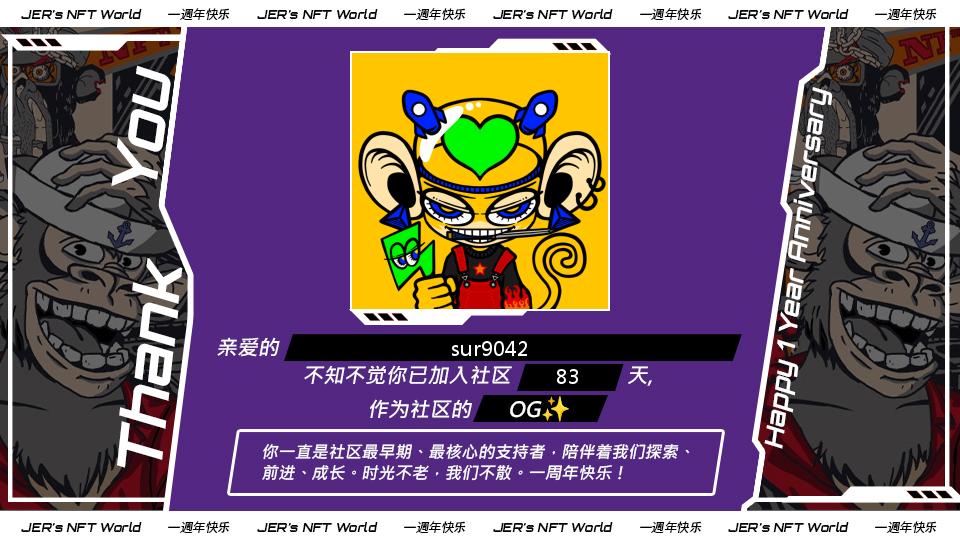 JER's NFT World 一週年快乐 JER's NFT World 一週年快乐 JER's NFT World 一週年快乐 JER's NFT World 一週年快乐
Thank You
亲爱的 sur9042
不知不觉你已加入社区 83 天,
作为社区的 OG✨
你一直是社区最早期、最核心的支持者，陪伴着我们探索、
前进、成长。时光不老，我们不散。一周年快乐！
Happy 1 Year Anniversary
JER's NFT World 一週年快乐 JER's NFT World 一週年快乐 JER's NFT World 一週年快乐 JER's NFT World 一週年快乐